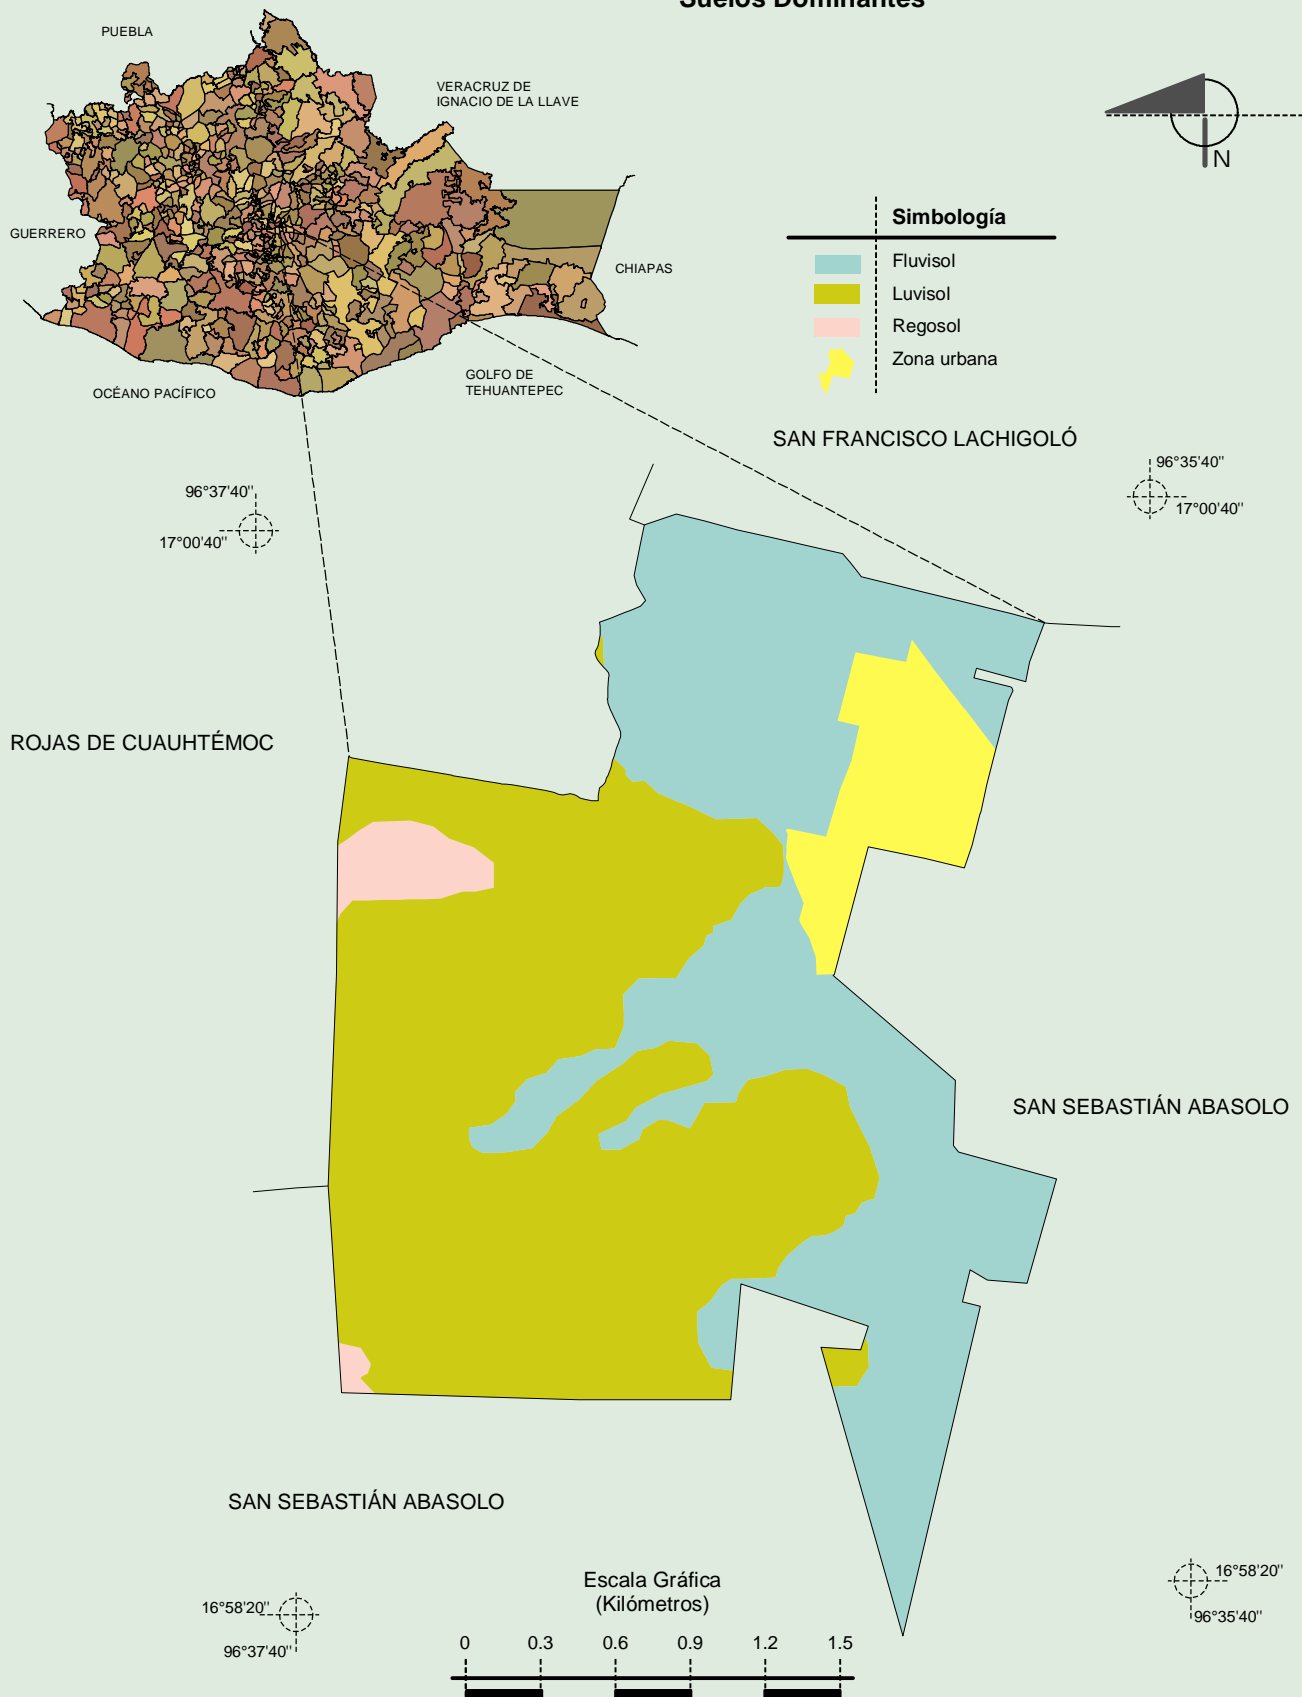 Suelos Dominantes
PUEBLA
VERACRUZ DE
IGNACIO DE LA LLAVE
N
GUERRERO
CHIAPAS
OCÉANO PACÍFICO
GOLFO DE
TEHUANTEPEC
Simbología
Fluvisol
Luvisol
Regosol
Zona urbana
SAN FRANCISCO LACHIGOLÓ
96°37'40"
17°00'40"
96°35'40"
17°00'40"
ROJAS DE CUAUHTÉMOC
SAN SEBASTIÁN ABASOLO
SAN SEBASTIÁN ABASOLO
16°58'20"
96°37'40"
16°58'20"
96°35'40"
Escala Gráfica
(Kilómetros)
0 0.3 0.6 0.9 1.2 1.5